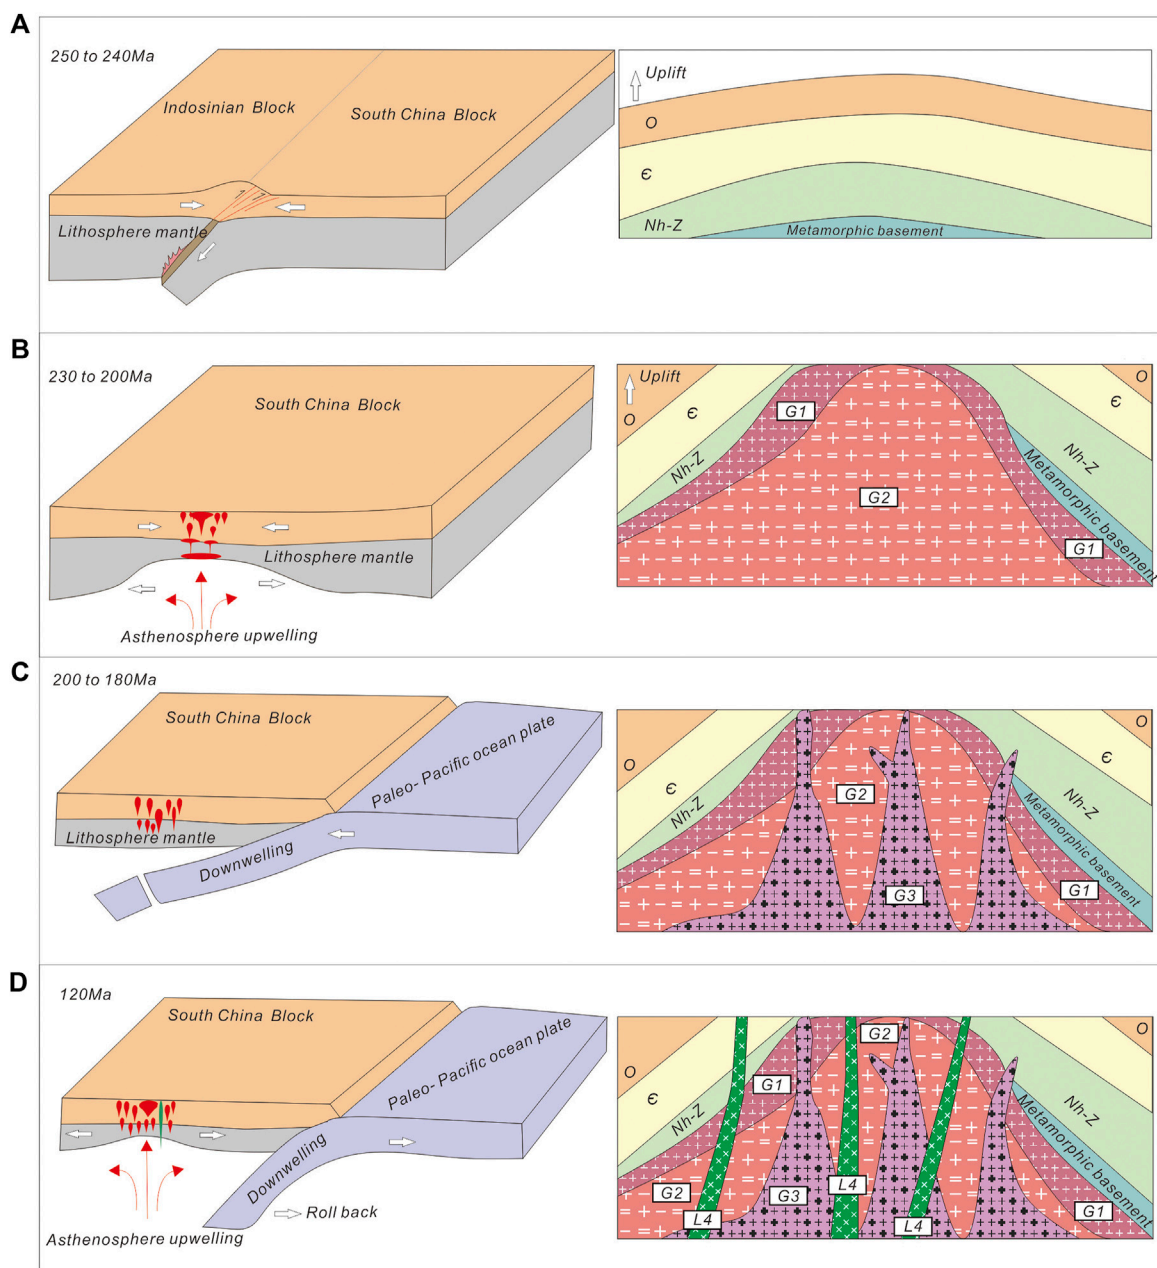 A
250 to 240Ma
Indosinian Block
South China Block
Lithosphere mantle
Uplift
O
Є
Nh-Z
Metamorphic basement
B
230 to 200Ma
South China Block
Lithosphere mantle
Asthenosphere upwelling
Uplift
O
O
Є
Є
G1
Nh-Z
Nh-Z
G2
Metamorphic basement
G1
C
200 to 180Ma
South China Block
Paleo-Pacific ocean plate
Lithosphere mantle
Downwelling
O
O
Є
Є
G2
Nh-Z
Nh-Z
Metamorphic basement
G3
G1
D
120Ma
South China Block
Paleo-Pacific ocean plate
Downwelling
Roll back
Asthenosphere upwelling
O
O
G2
Є
Є
G1
Nh-Z
Nh-Z
Metamorphic basement
G2
G3
L4
G1
L4
L4